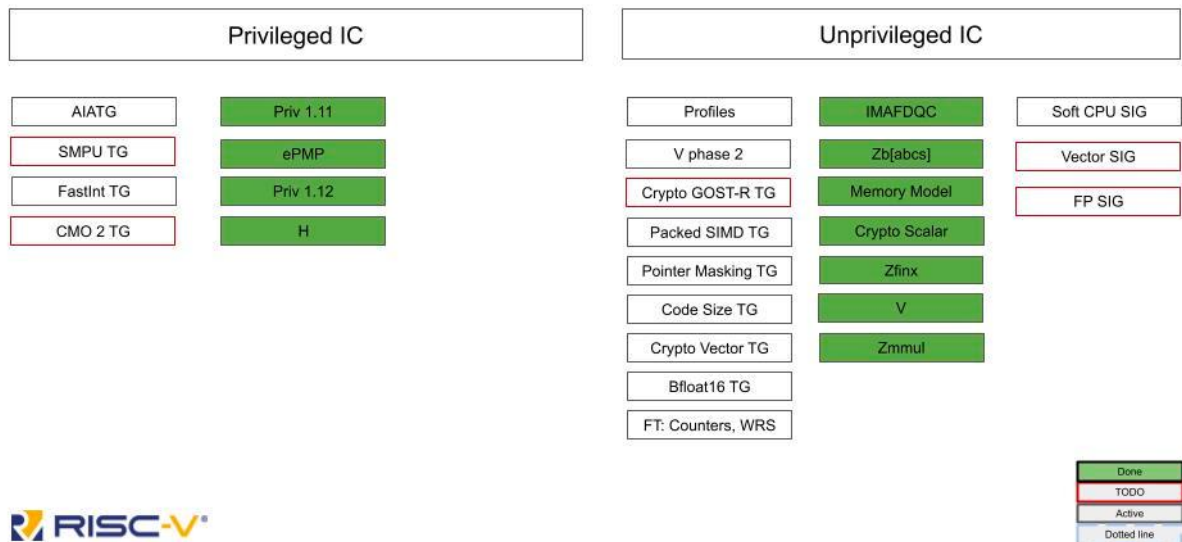 Privileged IC
AIATG
SMPU TG
FastInt TG
CMO 2 TG
Priv 1.11
ePMP
Priv 1.12
H
Unprivileged IC
Profiles
V phase 2
Crypto GOST-R TG
Packed SIMD TG
Pointer Masking TG
Code Size TG
Crypto Vector TG
Bfloat16 TG
FT: Counters, WRS
IMAFDQC
Zb[abcs]
Memory Model
Crypto Scalar
Zfinx
V
Zmmul
Soft CPU SIG
Vector SIG
FP SIG
Done
TODO
Active
Dotted line
RISC-V®